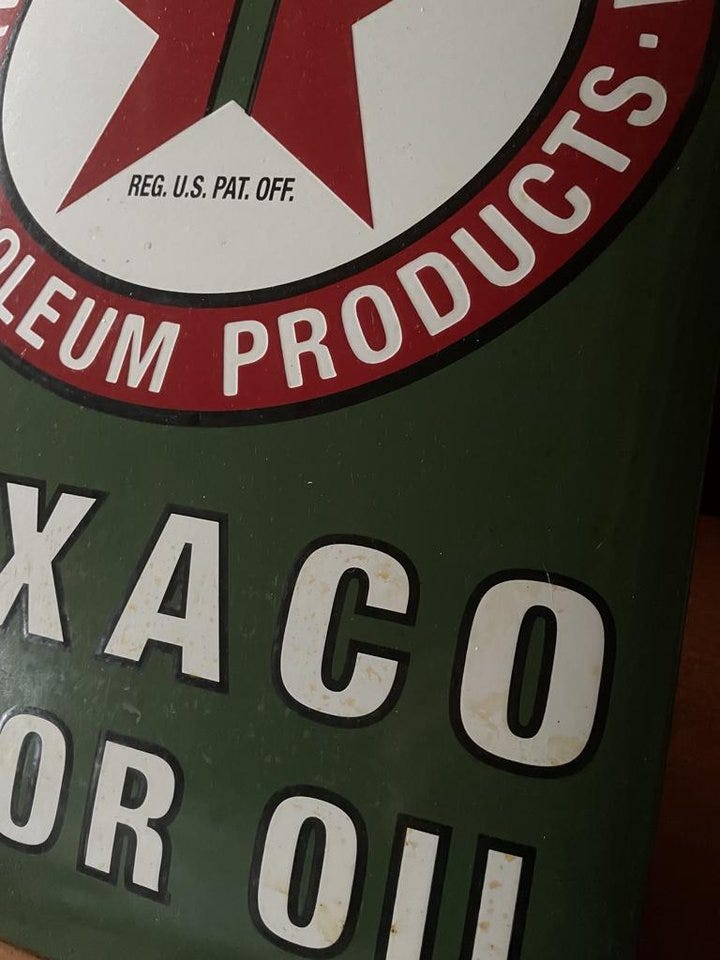 REG. U.S. PAT. OFF.
OLEUM PRODUCTS ·
XACO
OR OIL